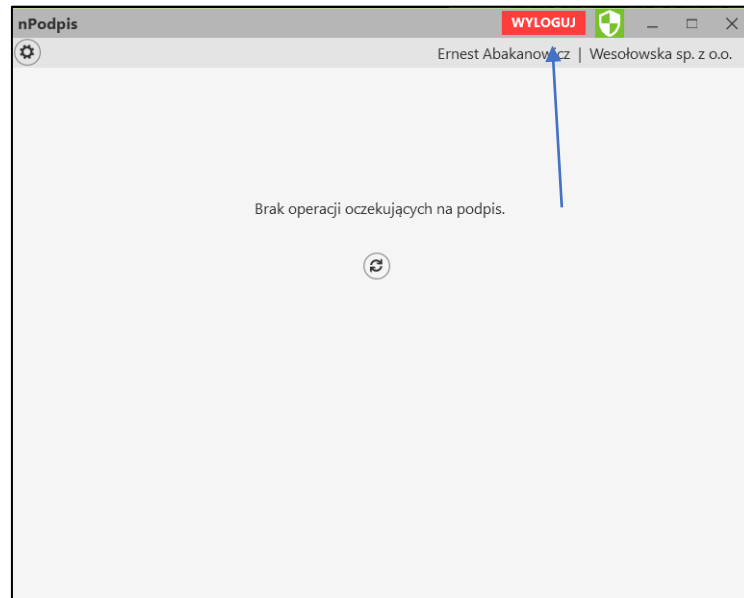 nPodpis WYLOGUJ
Ernest Abakanowicz | Wesołowska sp. z o.o.
Brak operacji oczekujących na podpis.